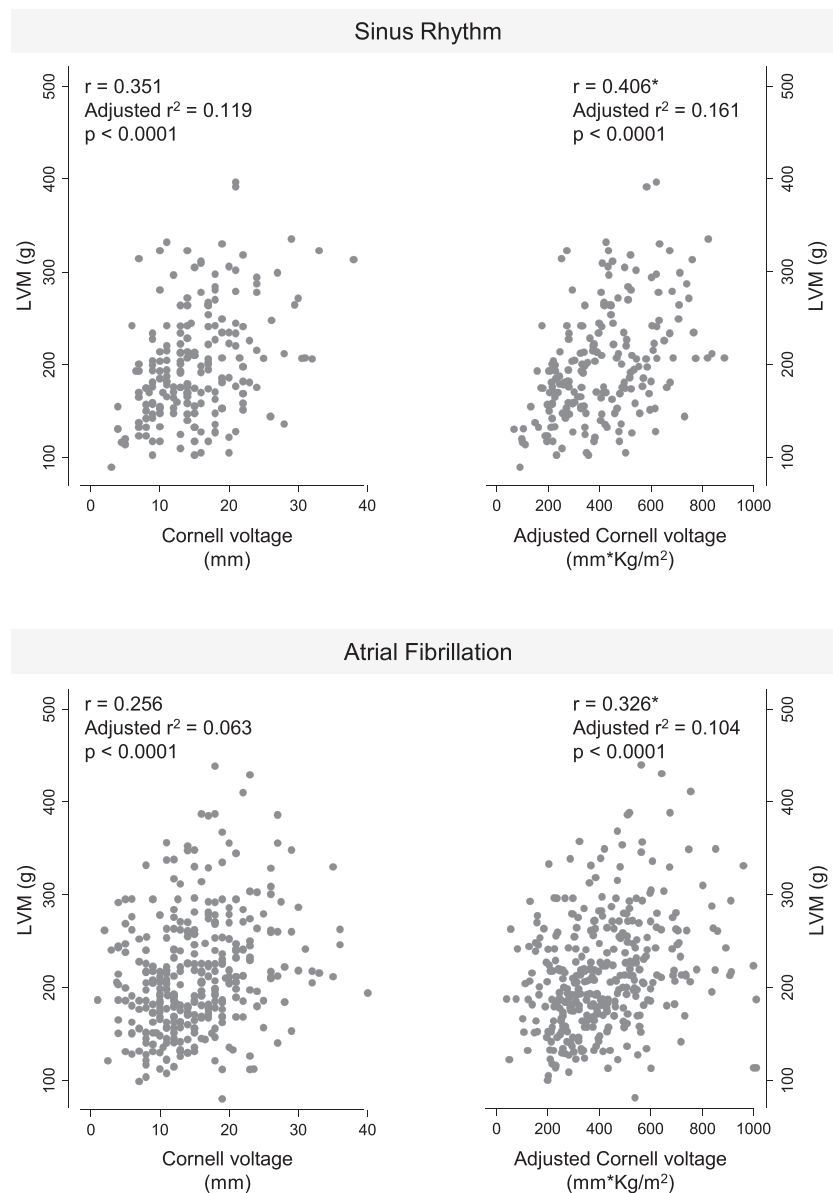 Sinus Rhythm
r = 0.351
Adjusted r² = 0.119
p < 0.0001
r = 0.406*
Adjusted r² = 0.161
p < 0.0001
500
400
300
200
100
LVM (g)
500
400
300
200
100
LVM (g)
0 10 20 30 40
Cornell voltage
(mm)
0 200 400 600 800 1000
Adjusted Cornell voltage
(mm*Kg/m²)
Atrial Fibrillation
r = 0.256
Adjusted r² = 0.063
p < 0.0001
r = 0.326*
Adjusted r² = 0.104
p < 0.0001
500
400
300
200
100
LVM (g)
500
400
300
200
100
LVM (g)
0 10 20 30 40
Cornell voltage
(mm)
0 200 400 600 800 1000
Adjusted Cornell voltage
(mm*Kg/m²)